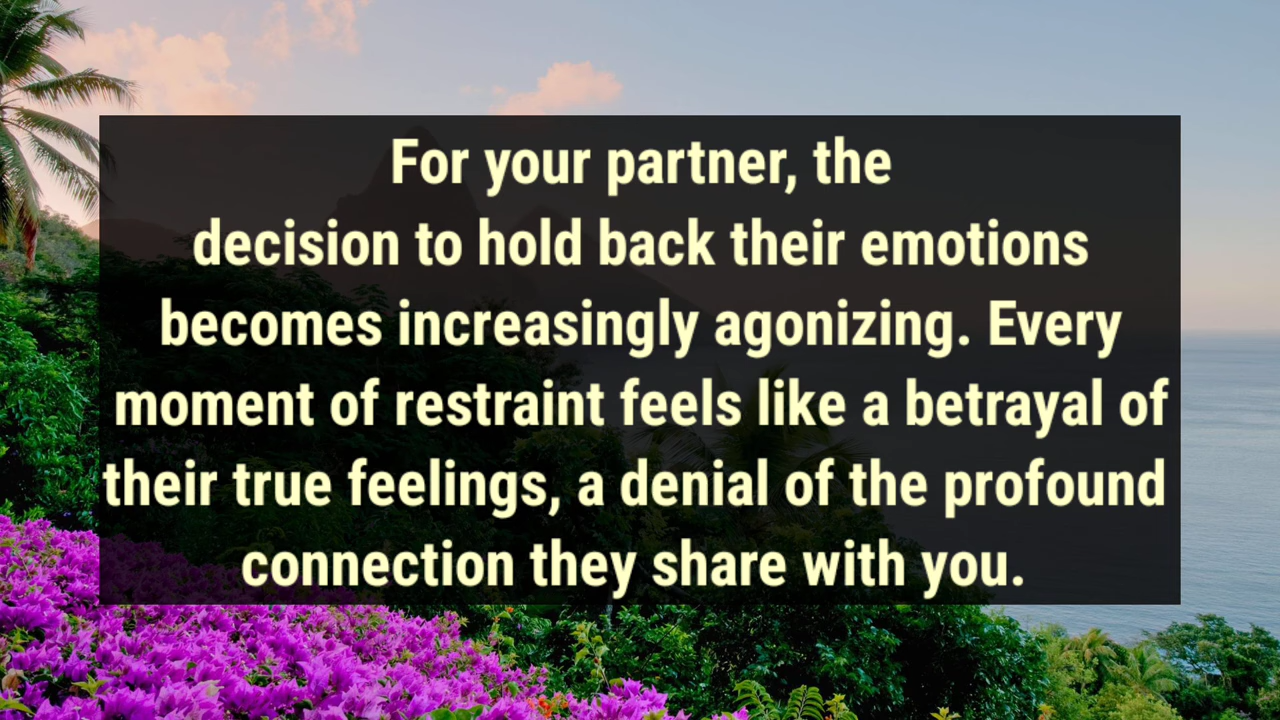 For your partner, the
decision to hold back their emotions
becomes increasingly agonizing. Every
moment of restraint feels like a betrayal of
their true feelings, a denial of the profound
connection they share with you.